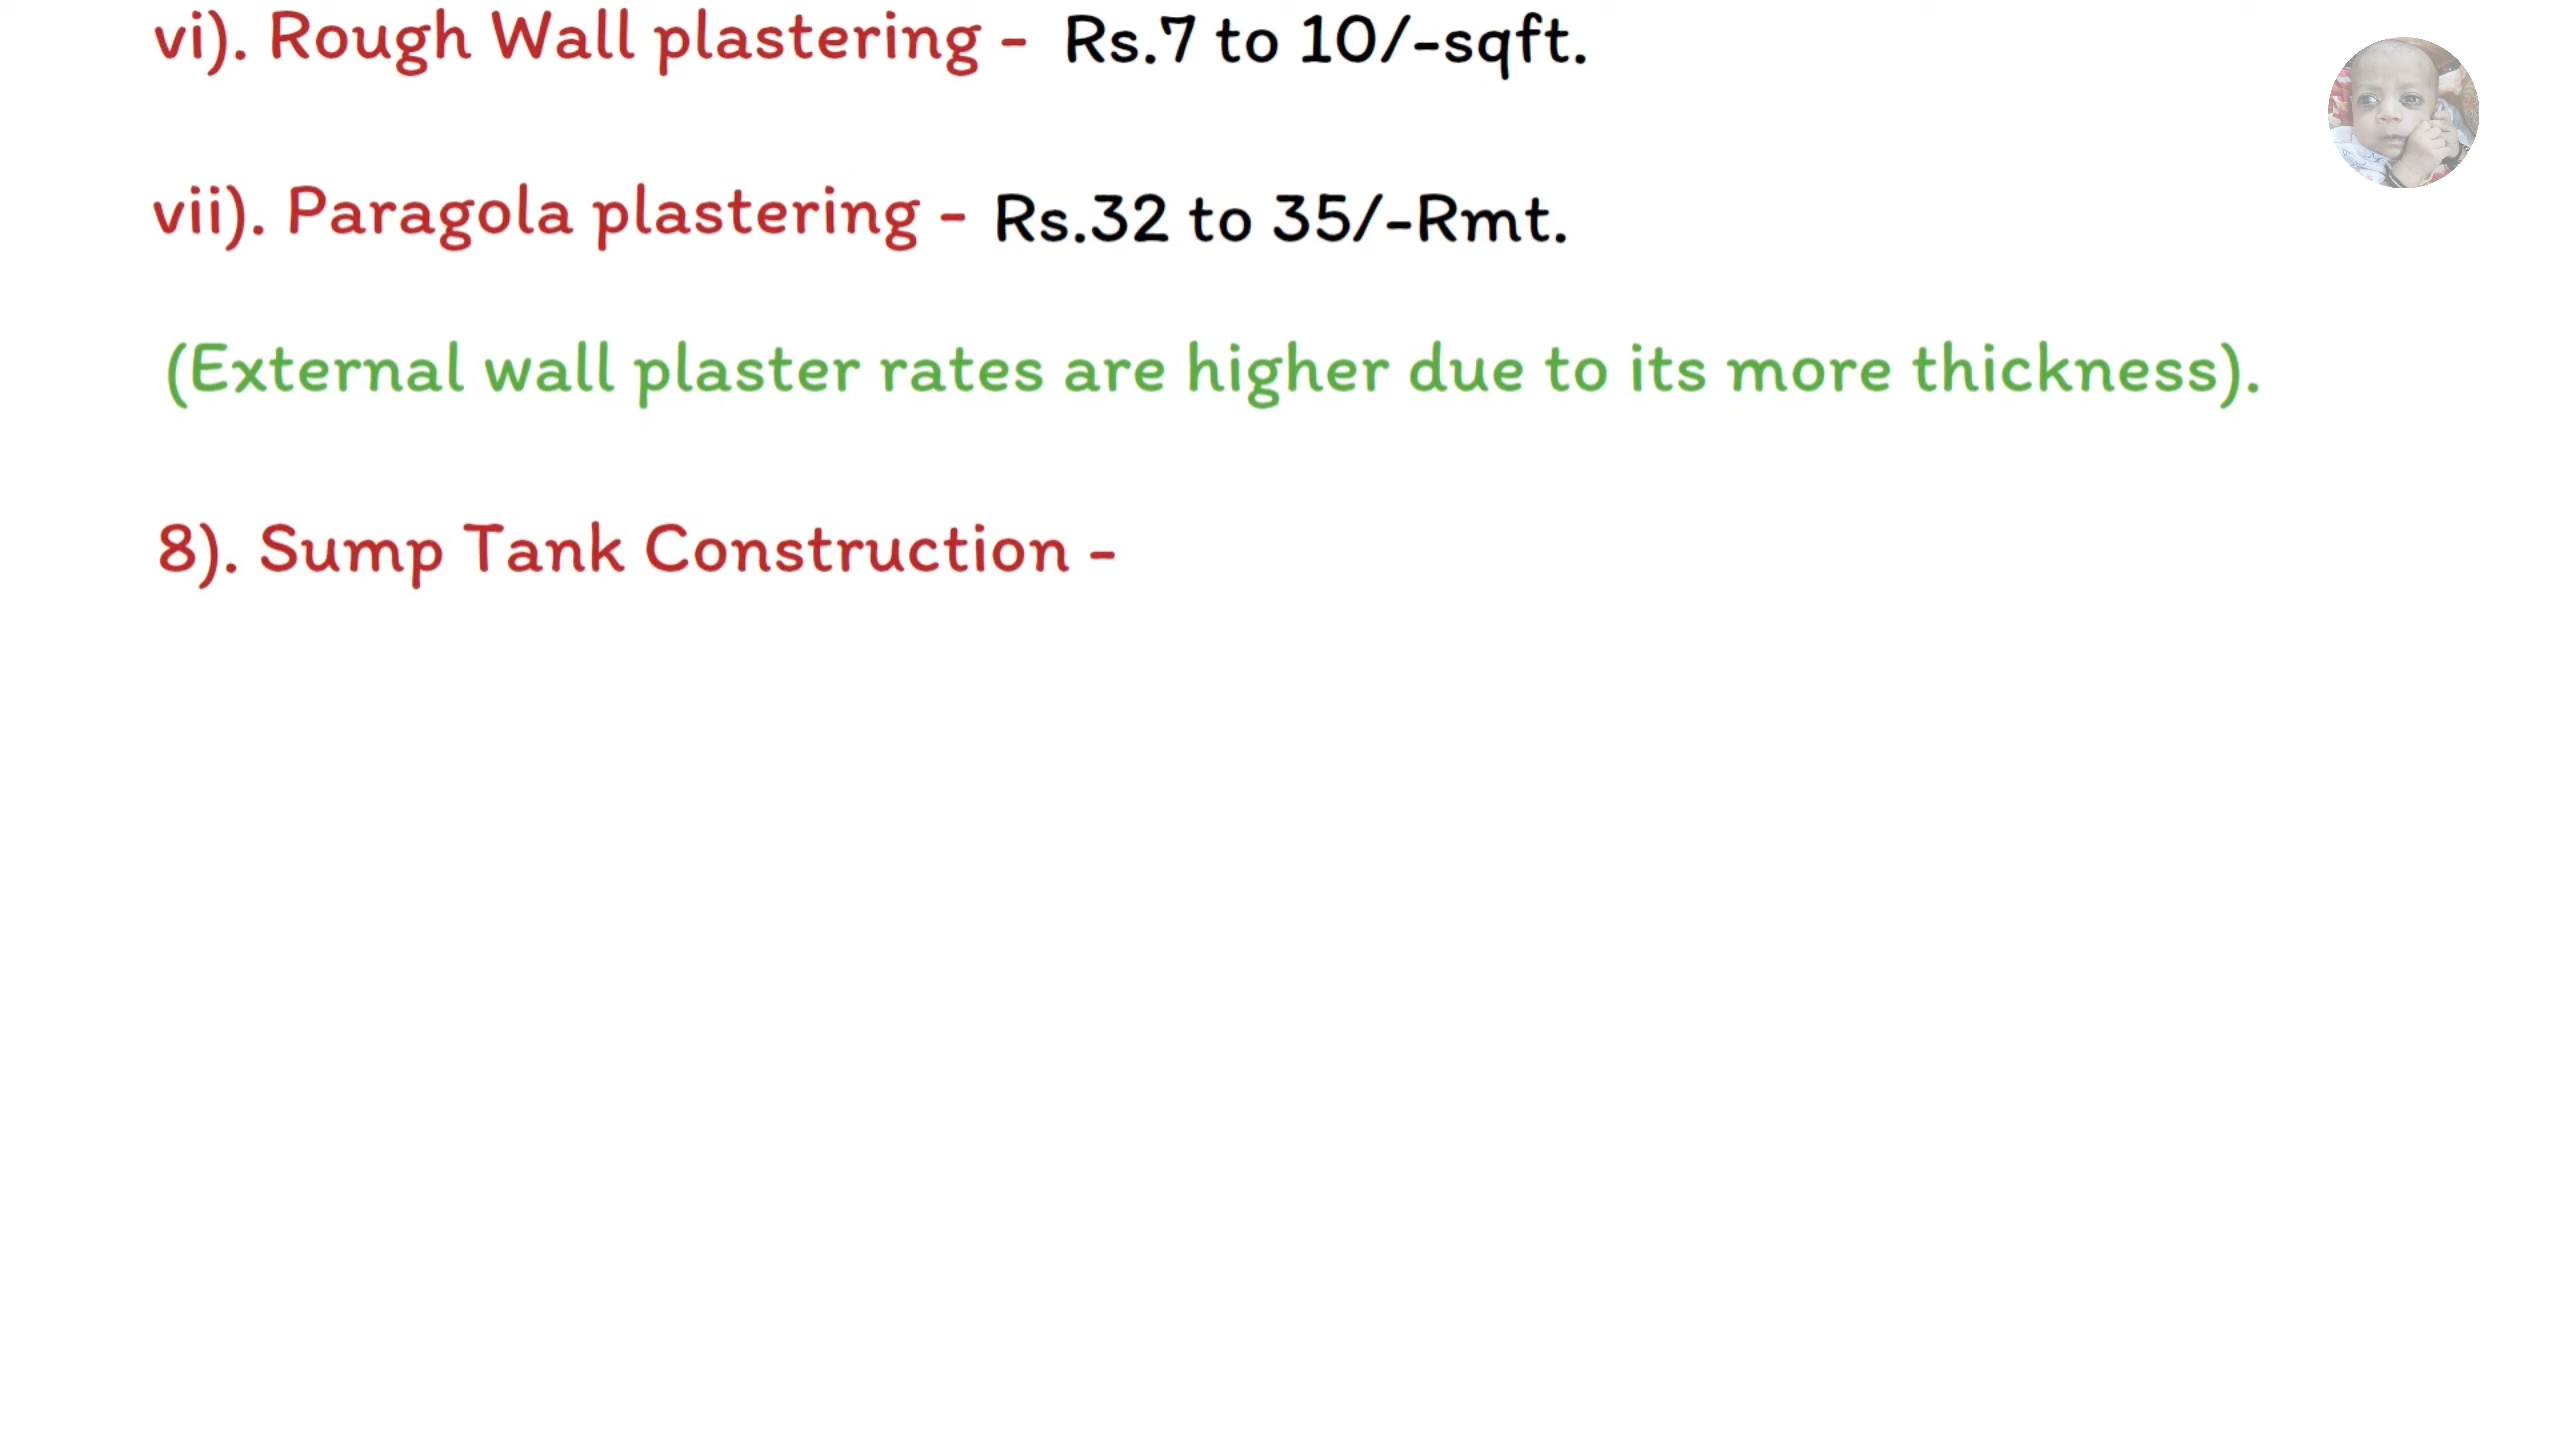 vi). Rough Wall plastering - Rs.7 to 10/-sqft.
vii). Paragola plastering - Rs.32 to 35/-Rmt.
(External wall plaster rates are higher due to its more thickness).
8). Sump Tank Construction -